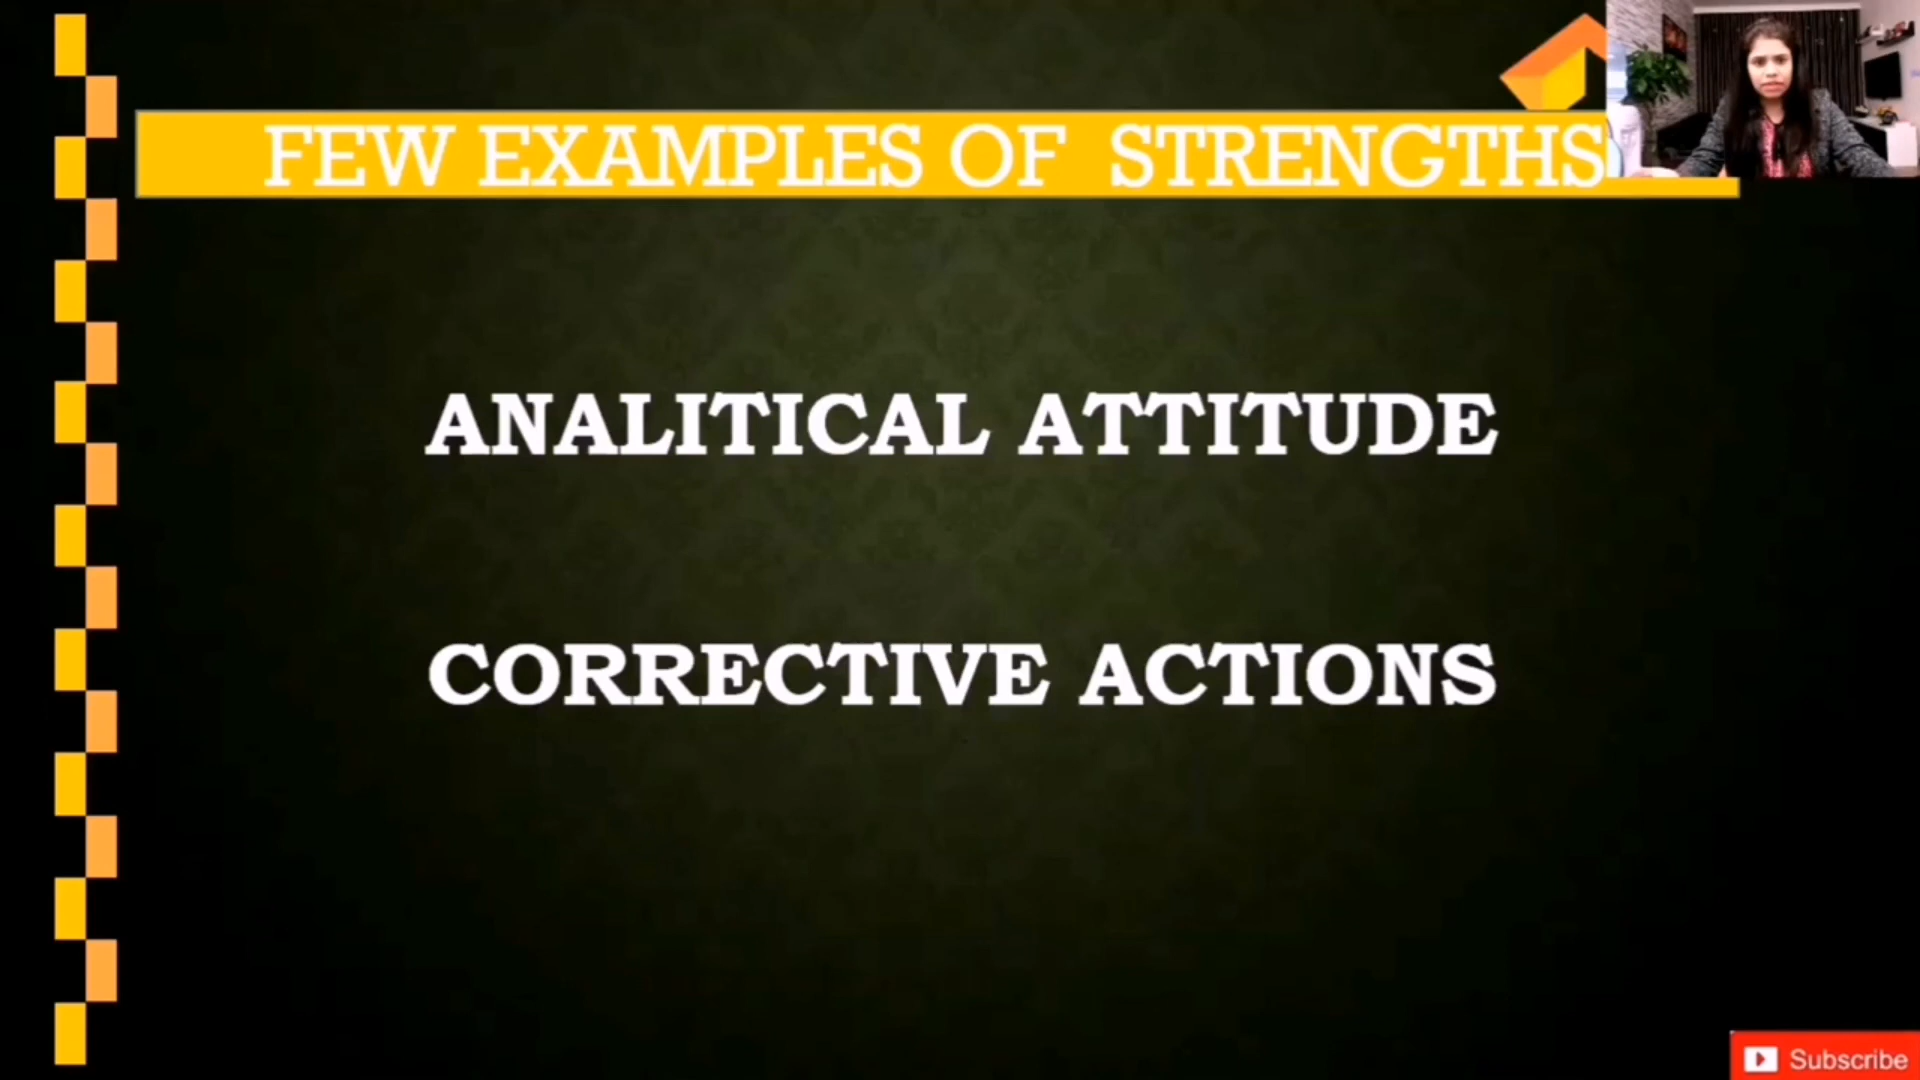 FEW EXAMPLES OF STRENGTHS
ANALITICAL ATTITUDE
CORRECTIVE ACTIONS
Subscribe